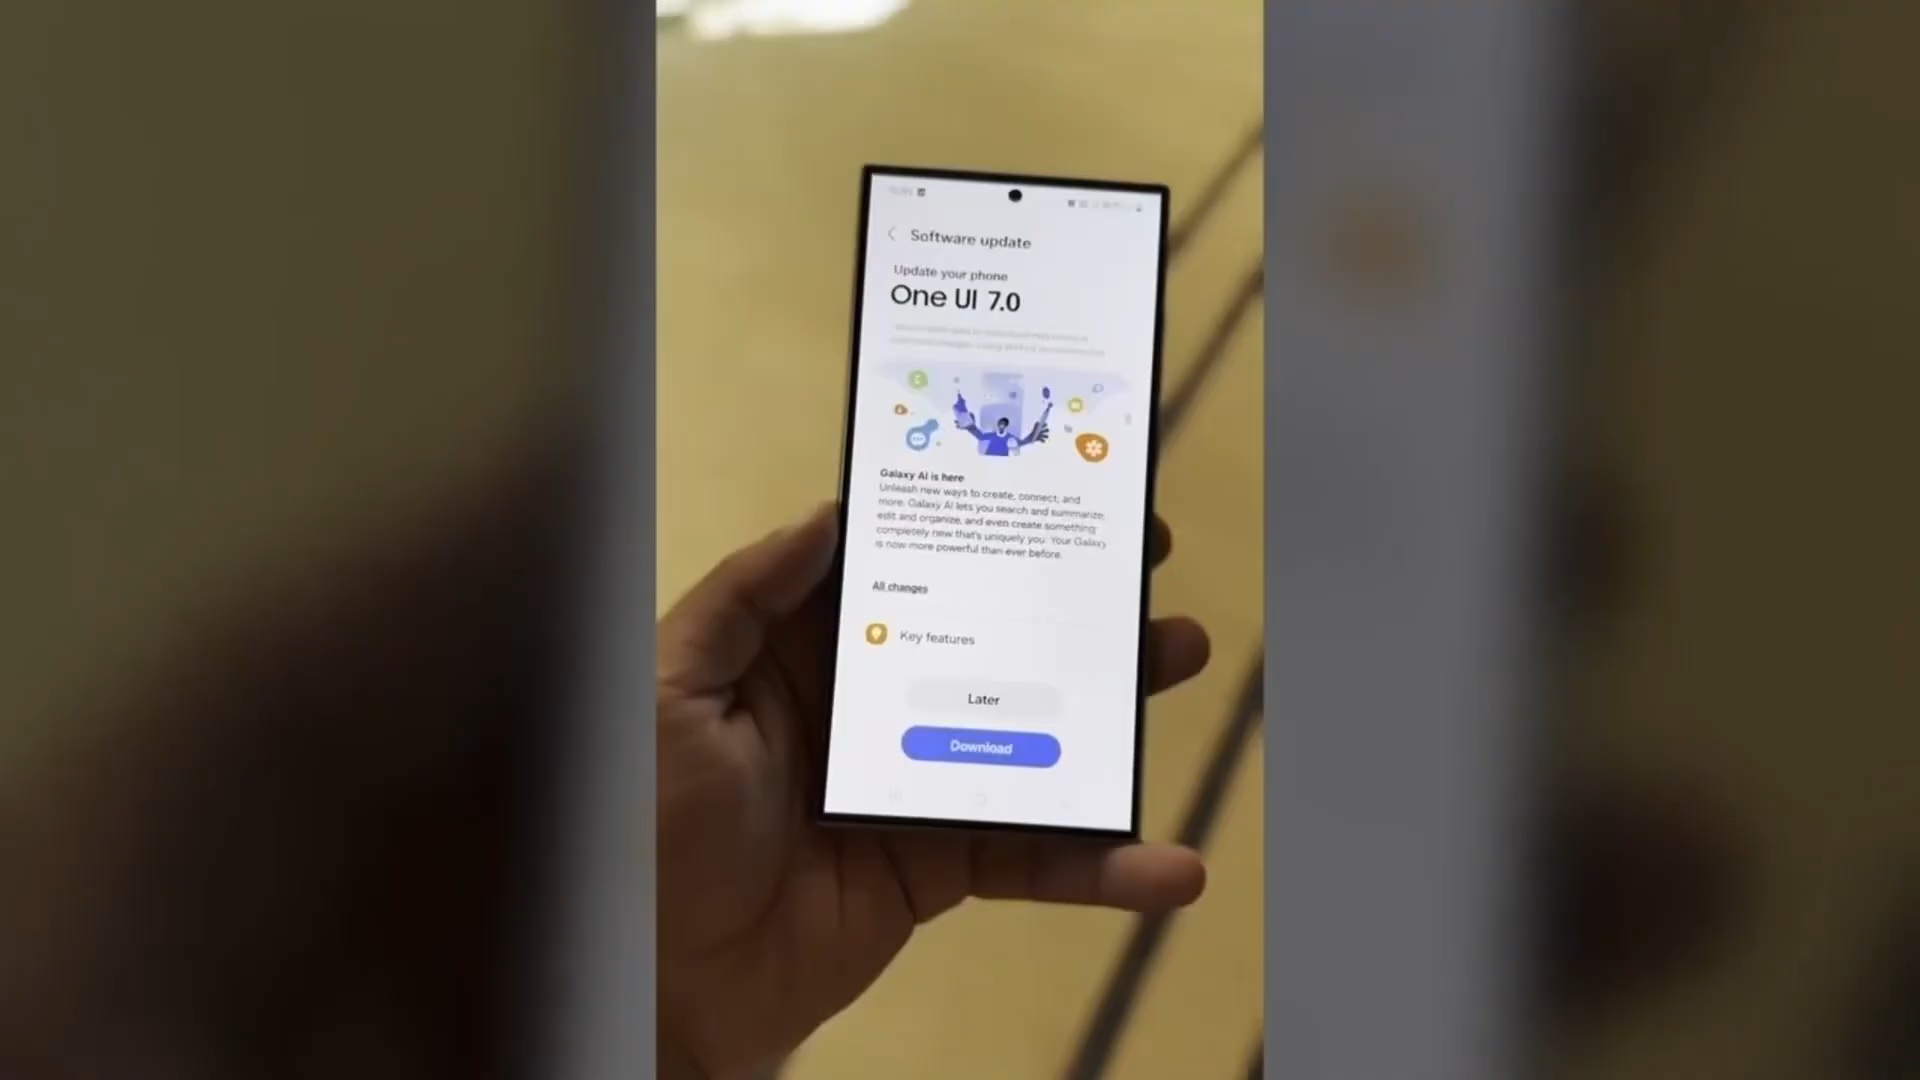 Software update
Update your phone
One UI 7.0
Galaxy AI is here
Unleash new ways to create, connect, and
more. Galaxy AI lets you search and summarize,
edit and organize, and even create something
completely new that's uniquely you. Your Galaxy
is now more powerful than ever before.
All changes
Key features
Later
Download